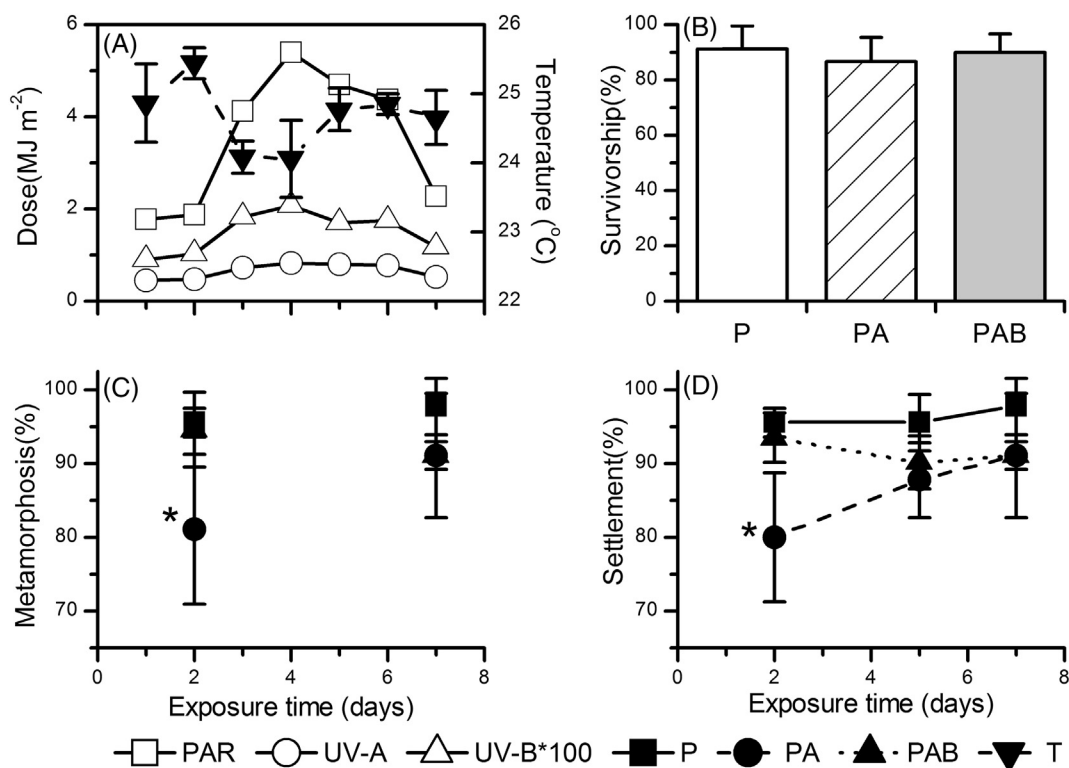 (A)
6
4
2
0
Dose(MJ m⁻²)
26
25
24
23
22
Temperature (°C)
(B)
100
80
60
40
20
0
Survivorship(%)
P PA PAB
(C)
100
90
80
70
Metamorphosis(%)
*
0 2 4 6 8
Exposure time (days)
(D)
100
90
80
70
Settlement(%)
*
0 2 4 6 8
Exposure time (days)
PAR UV-A UV-B*100 P PA PAB T